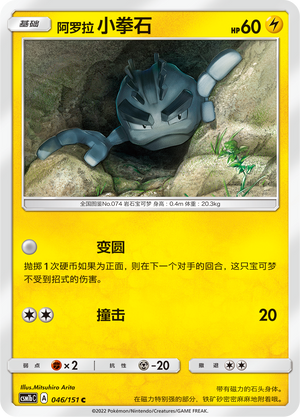 基础
阿罗拉 小拳石
HP60
全国图鉴No.074 岩石宝可梦 身高：0.4m 体重：20.3kg
变圆
抛掷1次硬币如果为正面，则在下一个对手的回合，这只宝可梦
不受到招式的伤害。
撞击 20
弱点 ×2 抗性 -20 撤退
Illus.Mitsuhiro Arita
CSM1b C A 046/151 C
带有磁力的石头身体。
在磁力特别强的部分，铁矿砂密密麻麻地附着哦。
©2022 Pokémon/Nintendo/Creatures/GAME FREAK.